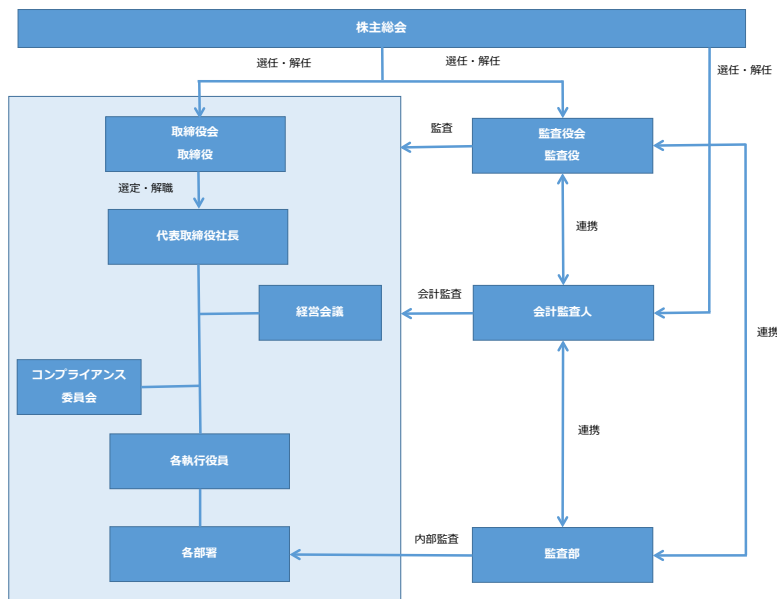 株主総会
選任・解任
選任・解任
選任・解任
取締役会
取締役
監査
監査役会
監査役
選定・解職
代表取締役社長
連携
会計監査
経営会議
会計監査人
連携
コンプライアンス
委員会
連携
各執行役員
内部監査
各部署
監査部